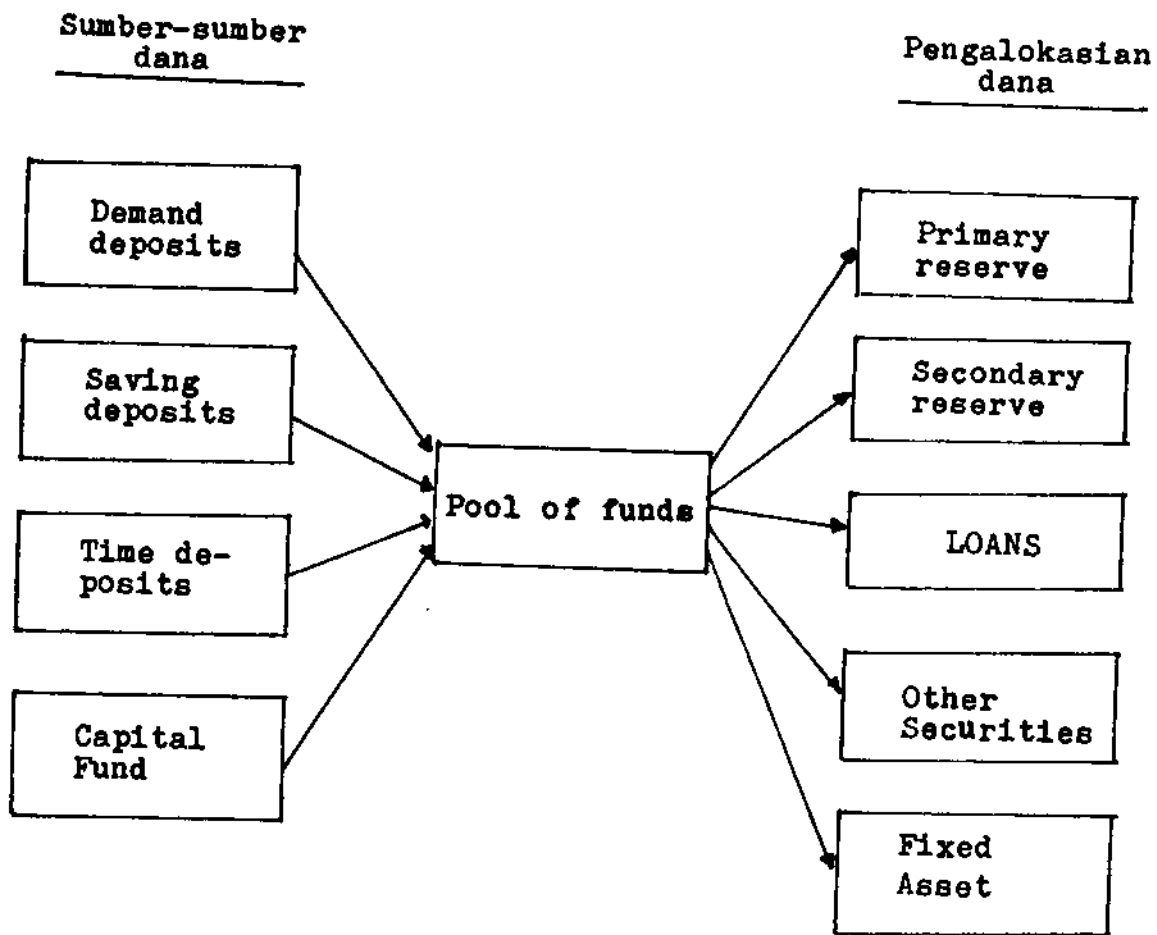 Sumber-sumber
dana
Pengalokasian
dana
Demand
deposits
Saving
deposits
Time de-
posits
Capital
Fund
Pool of funds
Primary
reserve
Secondary
reserve
LOANS
Other
Securities
Fixed
Asset